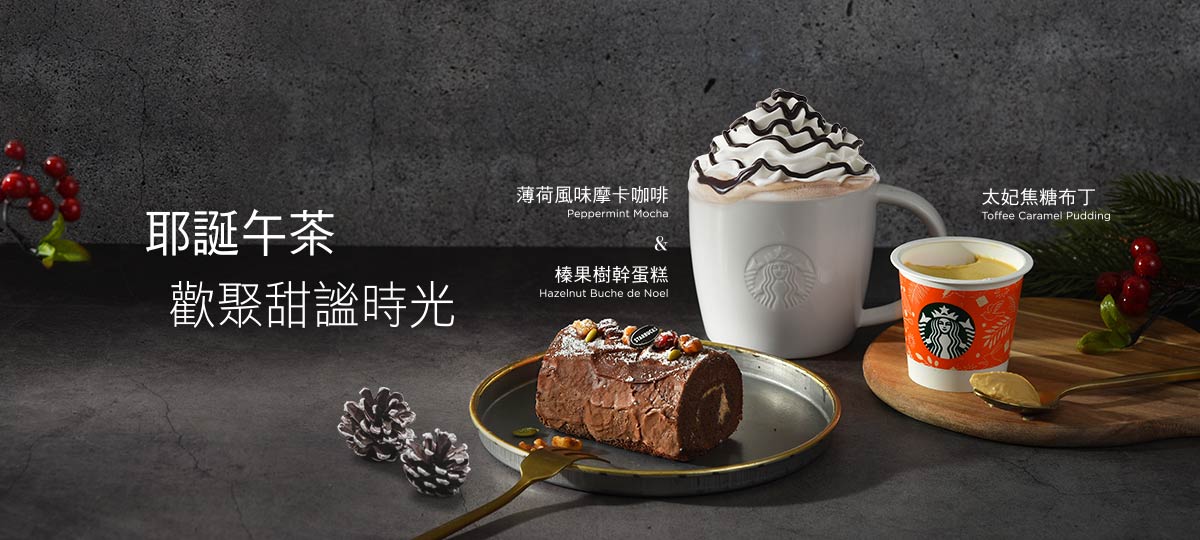 耶誕午茶
歡聚甜謐時光
薄荷風味摩卡咖啡
Peppermint Mocha
&
榛果樹幹蛋糕
Hazelnut Buche de Noel
太妃焦糖布丁
Toffee Caramel Pudding
STARBUCKS